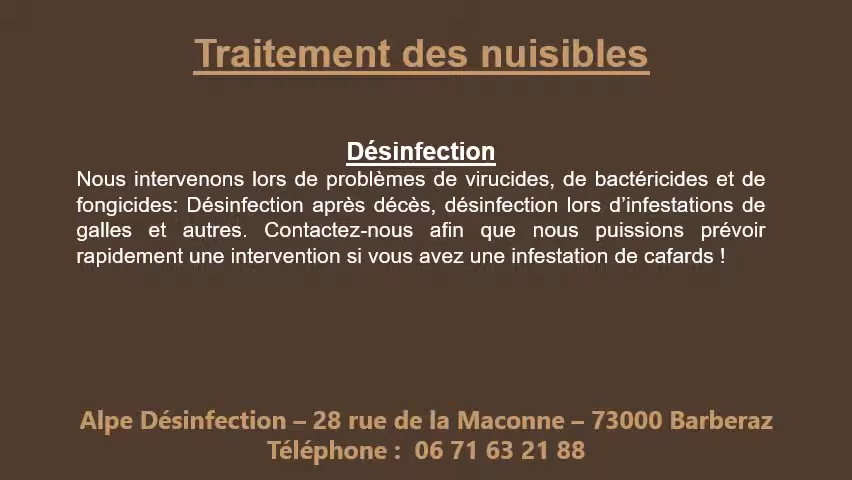 Traitement des nuisibles
Désinfection
Nous intervenons lors de problèmes de virucides, de bactéricides et de
fongicides: Désinfection après décès, désinfection lors d’infestations de
galles et autres. Contactez-nous afin que nous puissions prévoir
rapidement une intervention si vous avez une infestation de cafards !
Alpe Désinfection – 28 rue de la Maconne – 73000 Barberaz
Téléphone : 06 71 63 21 88